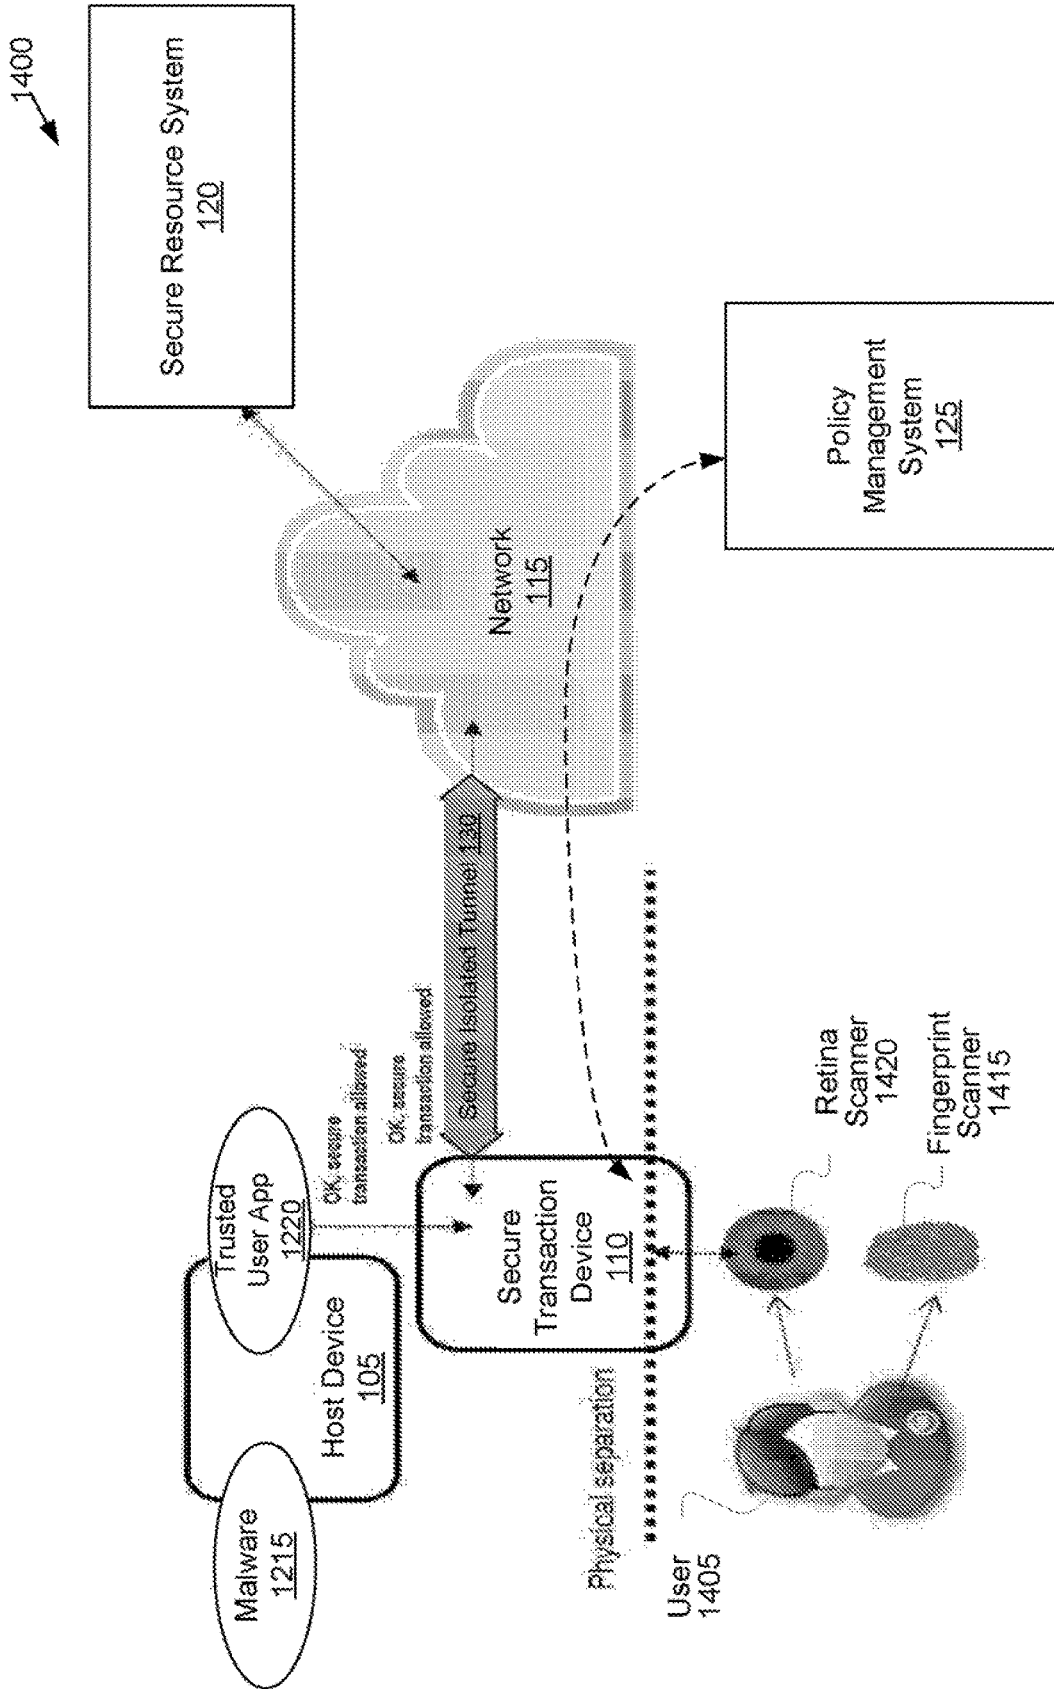 1400
Secure Resource System
120
Network
115
Policy
Management
System
125
Secure Isolated Tunnel 130
OK, secure
transaction allowed
OK, secure
transaction allowed
Trusted
User App
1220
Host Device
105
Malware
1215
Secure
Transaction
Device
110
Physical separation
User
1405
Retina
Scanner
1420
Fingerprint
Scanner
1415